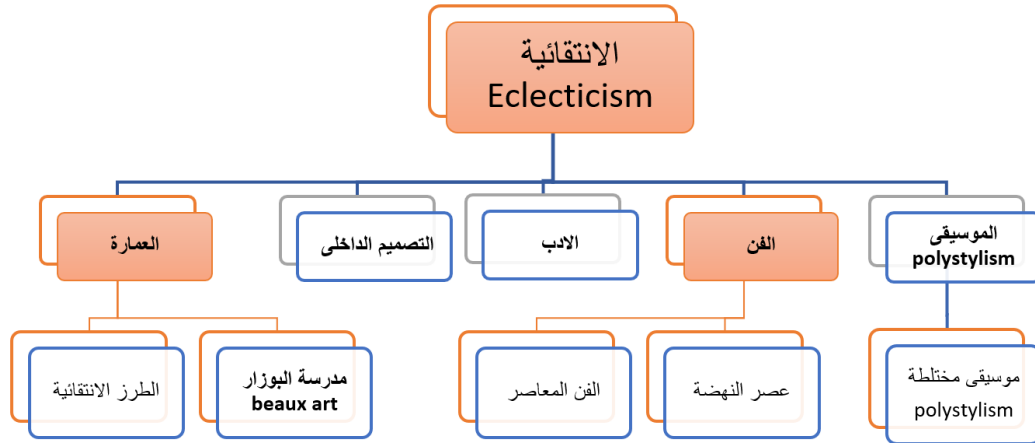 الانتقائية
Eclecticism
الموسيقى
polystylism
الفن
الادب
التصميم الداخلى
العمارة
موسيقى مختلطة
polystylism
عصر النهضة
الفن المعاصر
مدرسة البوزار
beaux art
الطرز الانتقائية